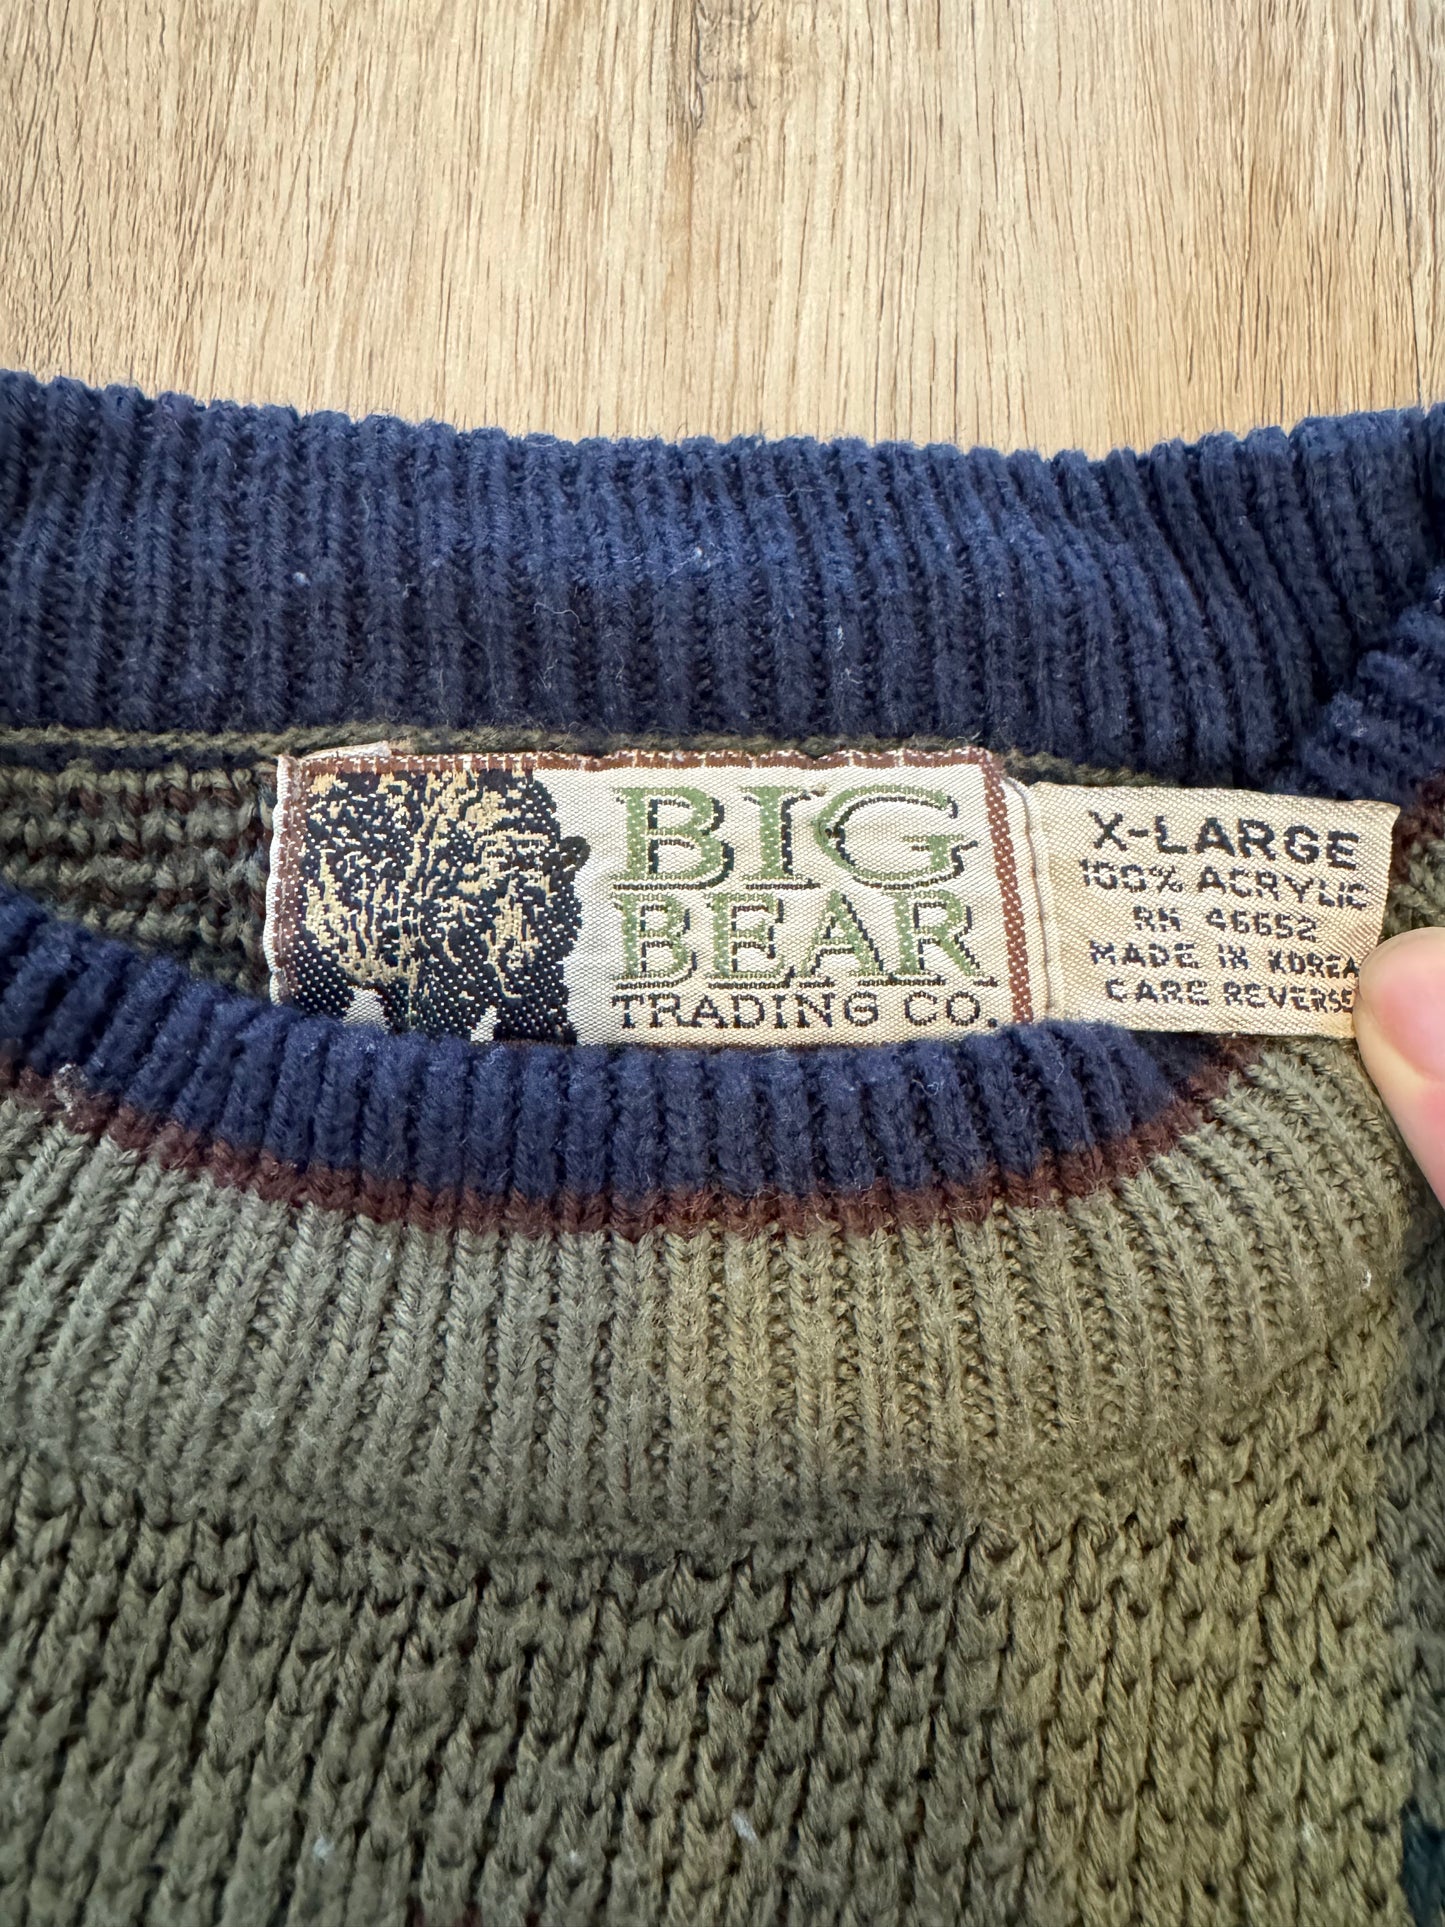 BIG
BEAR
TRADING CO.
X-LARGE
100% ACRYLIC
RN 46652
MADE IN KOREA
CARE REVERSE